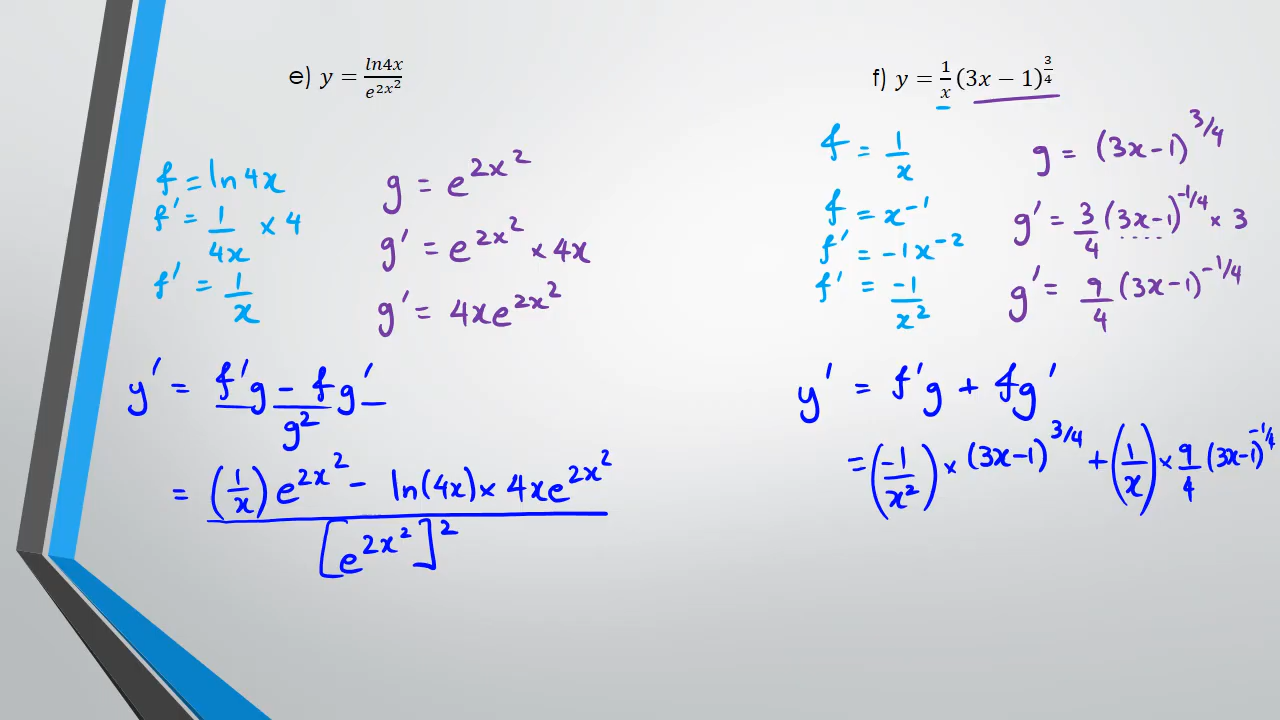 e) y = ln4x / e^(2x^2)
f = ln 4x
f' = 1/4x × 4
f' = 1/x
g = e^(2x^2)
g' = e^(2x^2) × 4x
g' = 4xe^(2x^2)
y' = f'g - fg' / g^2
= (1/x) e^(2x^2) - ln(4x) × 4xe^(2x^2) / [e^(2x^2)]^2
f) y = 1/x (3x − 1)^(3/4)
f = 1/x
f = x^-1
f' = -1x^-2
f' = -1/x^2
g = (3x-1)^(3/4)
g' = 3/4 (3x-1)^(-1/4) × 3
g' = 9/4 (3x-1)^(-1/4)
y' = f'g + fg'
= (-1/x^2) × (3x-1)^(3/4) + (1/x) × 9/4 (3x-1)^(-1/4)